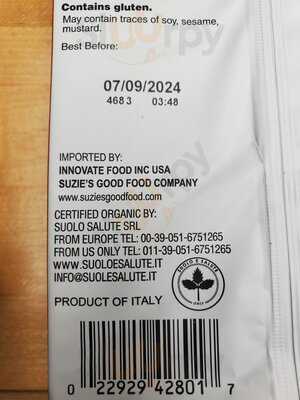 Contains gluten.
May contain traces of soy, sesame,
mustard.
Best Before:
07/09/2024
4683 03:48
IMPORTED BY:
INNOVATE FOOD INC USA
SUZIE'S GOOD FOOD COMPANY
www.suziesgoodfood.com
CERTIFIED ORGANIC BY:
SUOLO SALUTE SRL
FROM EUROPE TEL: 00-39-051-6751265
FROM US ONLY TEL: 011-39-051-6751265
WWW.SUOLOESALUTE.IT
INFO@SUOLESALUTE.IT
SUOLO E SALUTE
PRODUCT OF ITALY
0 22929 42801 7